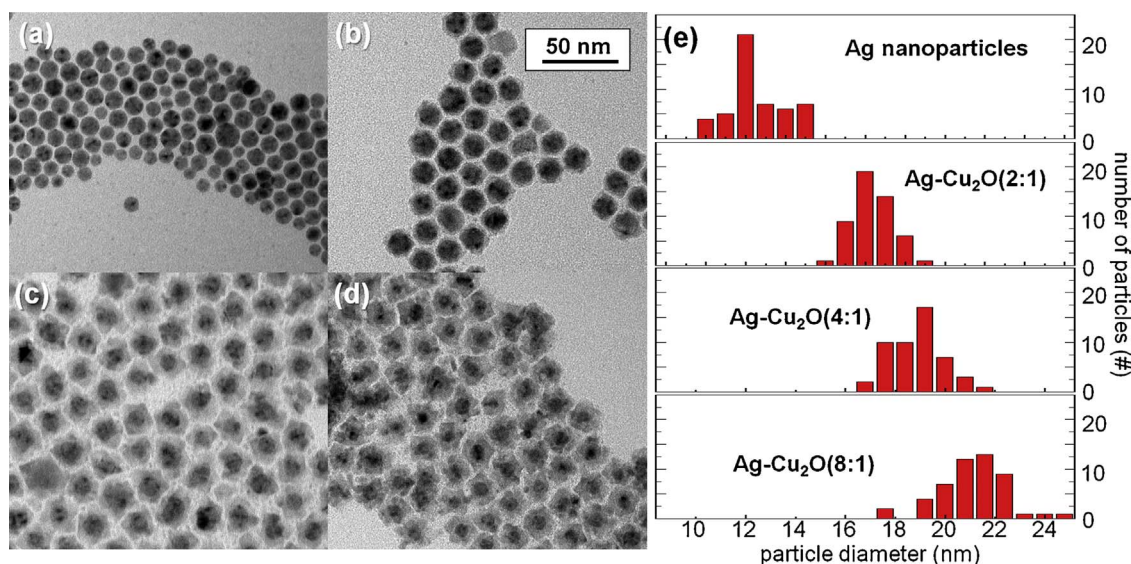 (a)
(b)
50 nm
(c)
(d)
(e)
Ag nanoparticles
20
10
0
Ag-Cu₂O(2:1)
20
10
0
Ag-Cu₂O(4:1)
20
10
0
Ag-Cu₂O(8:1)
20
10
0
number of particles (#)
10 12 14 16 18 20 22 24
particle diameter (nm)